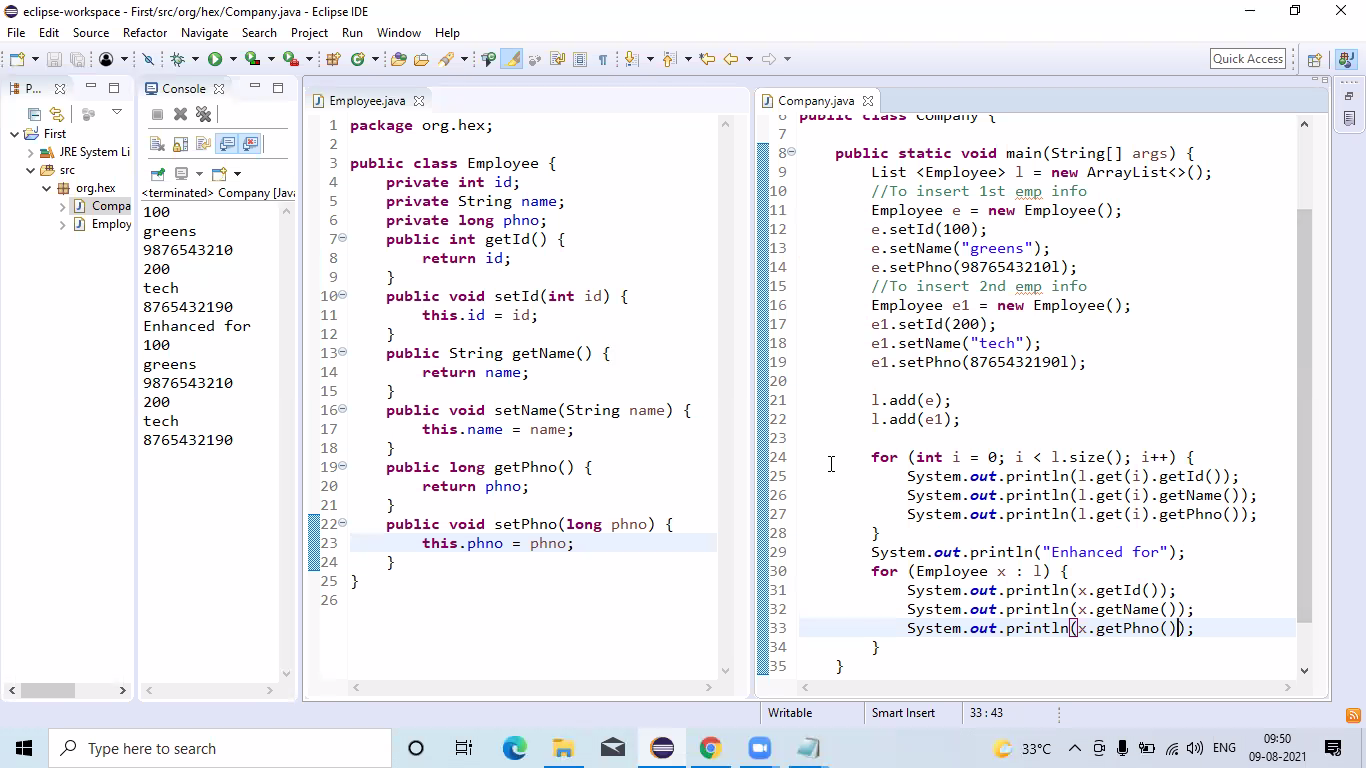 eclipse-workspace - First/src/org/hex/Company.java - Eclipse IDE
File Edit Source Refactor Navigate Search Project Run Window Help
Quick Access
P...
First
JRE System Li
src
org.hex
Compa
Employ
Console
<terminated> Company [Java
100
greens
9876543210
200
tech
8765432190
Enhanced for
100
greens
9876543210
200
tech
8765432190
Employee.java
1 package org.hex;
2
3 public class Employee {
4 private int id;
5 private String name;
6 private long phno;
7 public int getId() {
8 return id;
9 }
10 public void setId(int id) {
11 this.id = id;
12 }
13 public String getName() {
14 return name;
15 }
16 public void setName(String name) {
17 this.name = name;
18 }
19 public long getPhno() {
20 return phno;
21 }
22 public void setPhno(long phno) {
23 this.phno = phno;
24 }
25 }
26
Company.java
6 public class Company {
7
8 public static void main(String[] args) {
9 List <Employee> l = new ArrayList<>();
10 //To insert 1st emp info
11 Employee e = new Employee();
12 e.setId(100);
13 e.setName("greens");
14 e.setPhno(9876543210l);
15 //To insert 2nd emp info
16 Employee e1 = new Employee();
17 e1.setId(200);
18 e1.setName("tech");
19 e1.setPhno(8765432190l);
20
21 l.add(e);
22 l.add(e1);
23
24 for (int i = 0; i < l.size(); i++) {
25 System.out.println(l.get(i).getId());
26 System.out.println(l.get(i).getName());
27 System.out.println(l.get(i).getPhno());
28 }
29 System.out.println("Enhanced for");
30 for (Employee x : l) {
31 System.out.println(x.getId());
32 System.out.println(x.getName());
33 System.out.println(x.getPhno());
34 }
35 }
Writable Smart Insert 33 : 43
Type here to search
33°C
ENG
09:50
09-08-2021